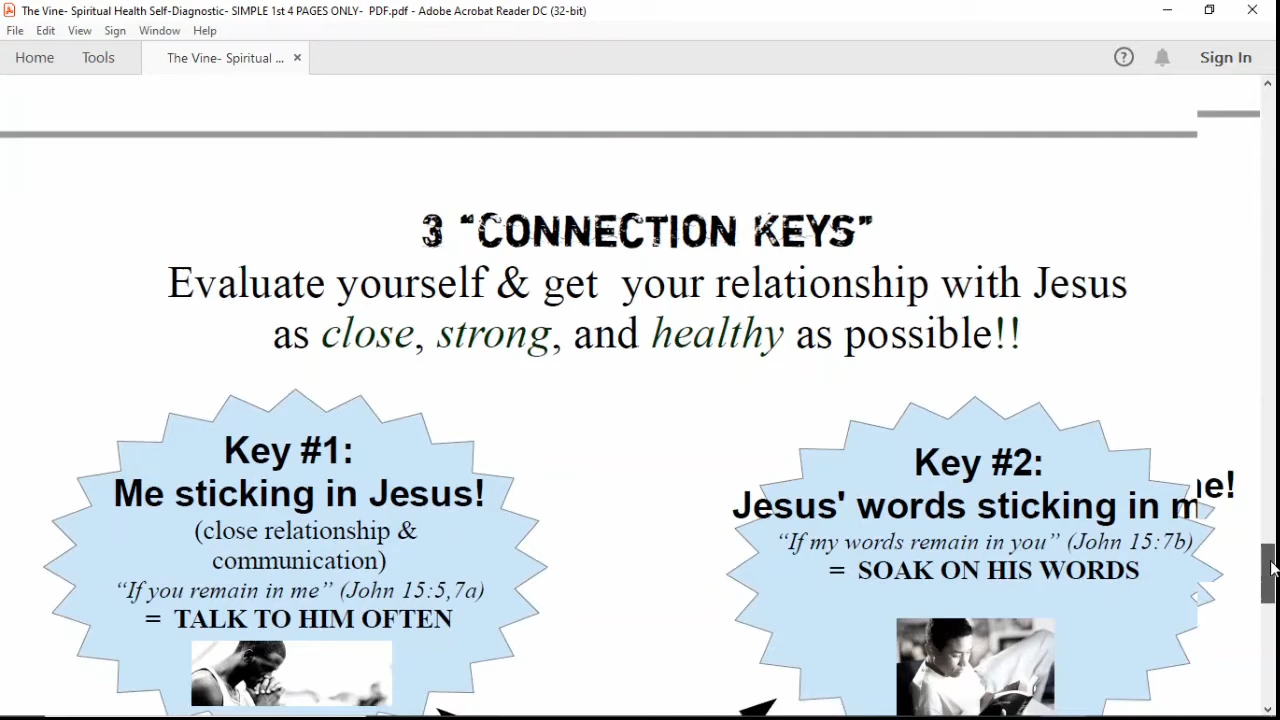 The Vine- Spiritual Health Self-Diagnostic- SIMPLE 1st 4 PAGES ONLY- PDF.pdf - Adobe Acrobat Reader DC (32-bit)
File Edit View Sign Window Help
Home Tools The Vine- Spiritual ... Sign In
3 “CONNECTION KEYS”
Evaluate yourself & get your relationship with Jesus
as close, strong, and healthy as possible!!
Key #1:
Me sticking in Jesus!
(close relationship &
communication)
“If you remain in me” (John 15:5,7a)
= TALK TO HIM OFTEN
Key #2:
Jesus' words sticking in me!
“If my words remain in you” (John 15:7b)
= SOAK ON HIS WORDS